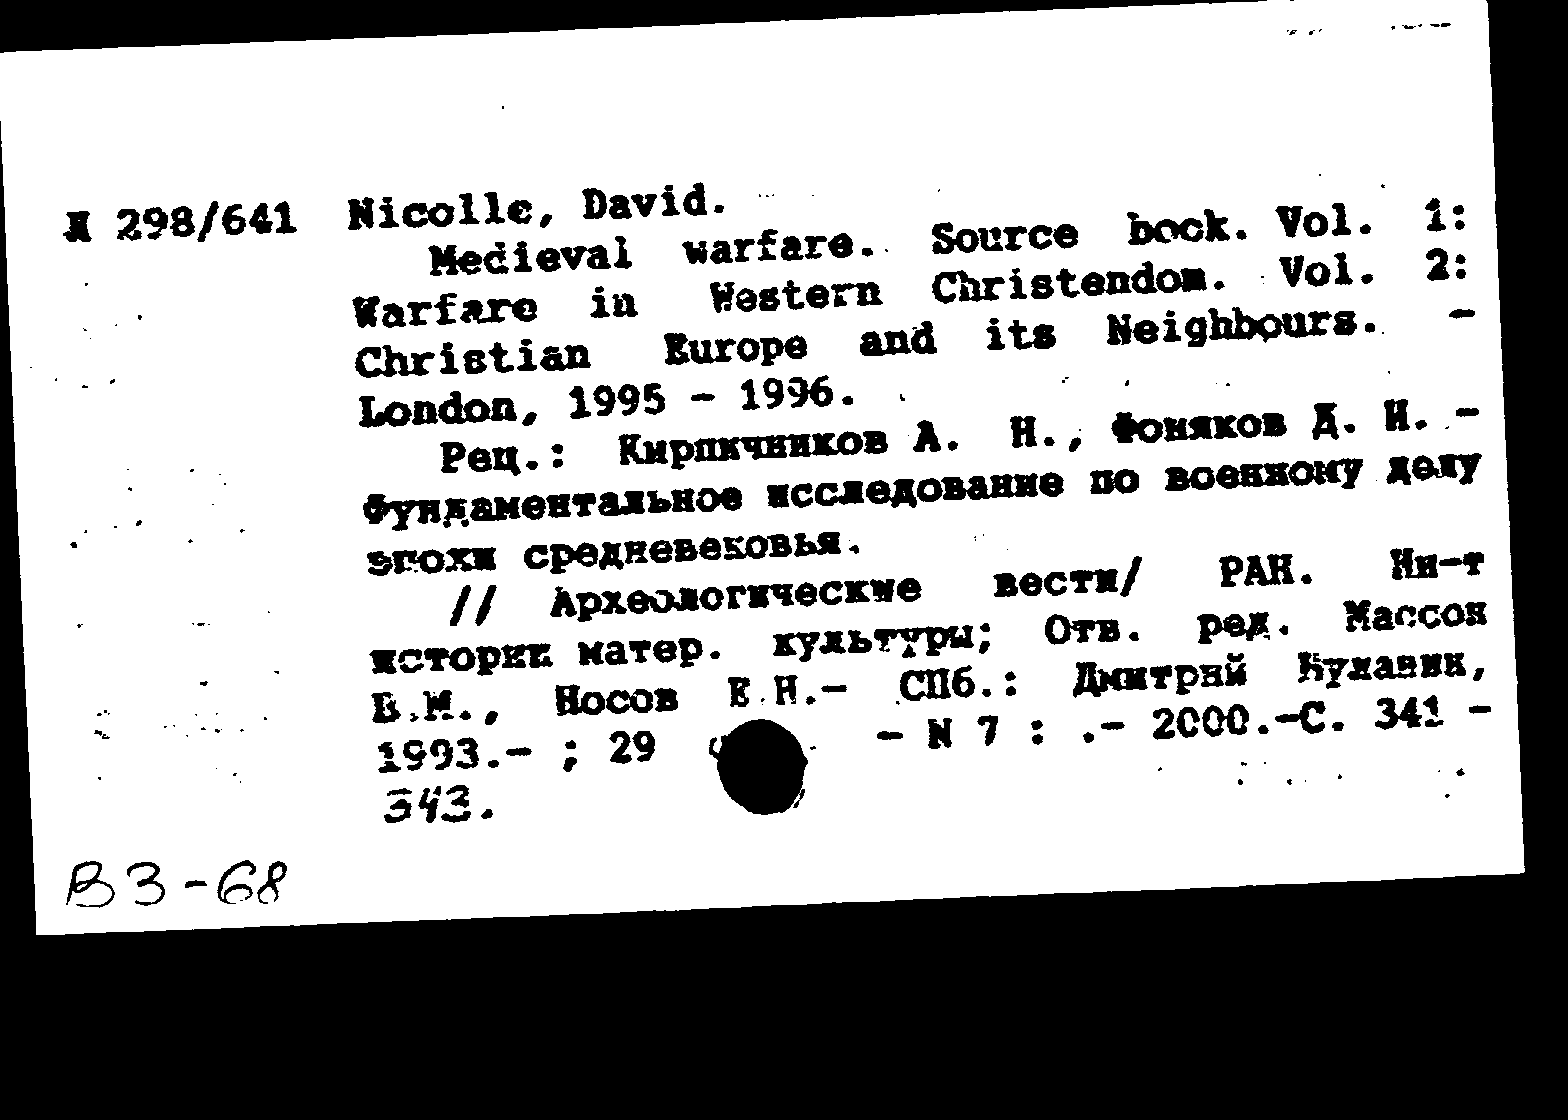 298/641 Nicolle, David.
Medieval warfare. Source book. Vol. 1:
Warfare in Western Christendom. Vol. 2:
Christian Europe and its Neighbours. -
London, 1995 - 1996.
Рец.: Кирпичников А. Н., Фоняков Д. И. -
Фундаментальное исследование по военному делу
эпохи средневековья.
// Археологические вести/ РАН. Ин-т
истории матер. культуры; Отв. ред. Массон
В.М., Носов Е.Н.- СПб.: Дмитрий Буланин,
1993.- ; 29 - N 7 : .- 2000.-С. 341 -
343.
В3-68